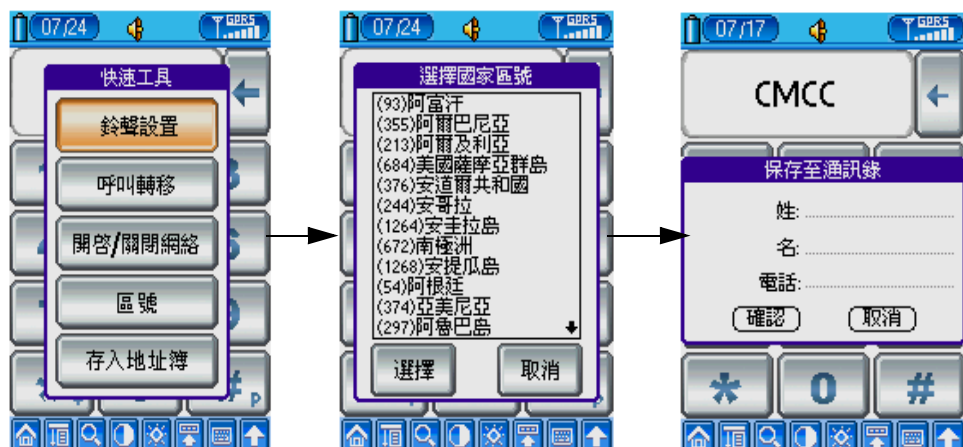 07/24
GPRS
快速工具
鈴聲設置
呼叫轉移
開啓/關閉網絡
區號
存入地址簿
#
P
07/24
GPRS
選擇國家區號
(93)阿富汗
(355)阿爾巴尼亞
(213)阿爾及利亞
(684)美國薩摩亞群島
(376)安道爾共和國
(244)安哥拉
(1264)安圭拉島
(672)南極洲
(1268)安提瓜島
(54)阿根廷
(374)亞美尼亞
(297)阿魯巴島
選擇
取消
P
07/17
GPRS
CMCC
保存至通訊錄
姓:
名:
電話:
確認
取消
* 0 #